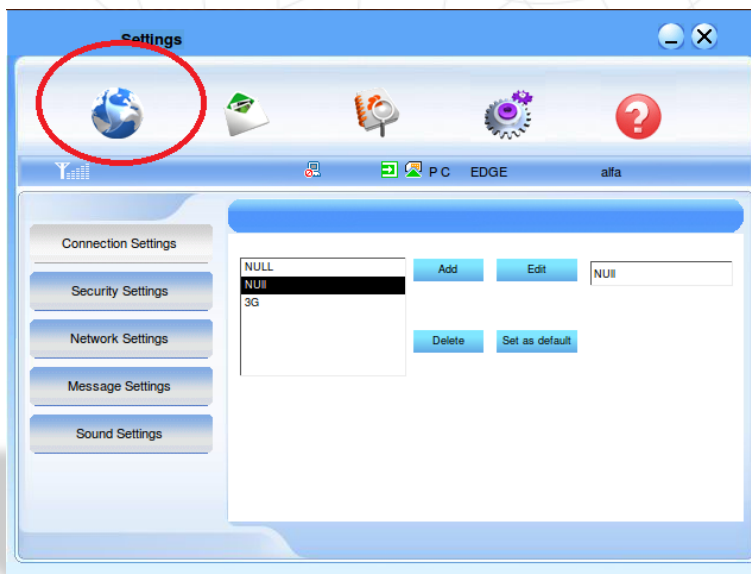 Settings
P C EDGE alfa
Connection Settings
Security Settings
Network Settings
Message Settings
Sound Settings
NULL
NUll
3G
Add Edit NUll
Delete Set as default